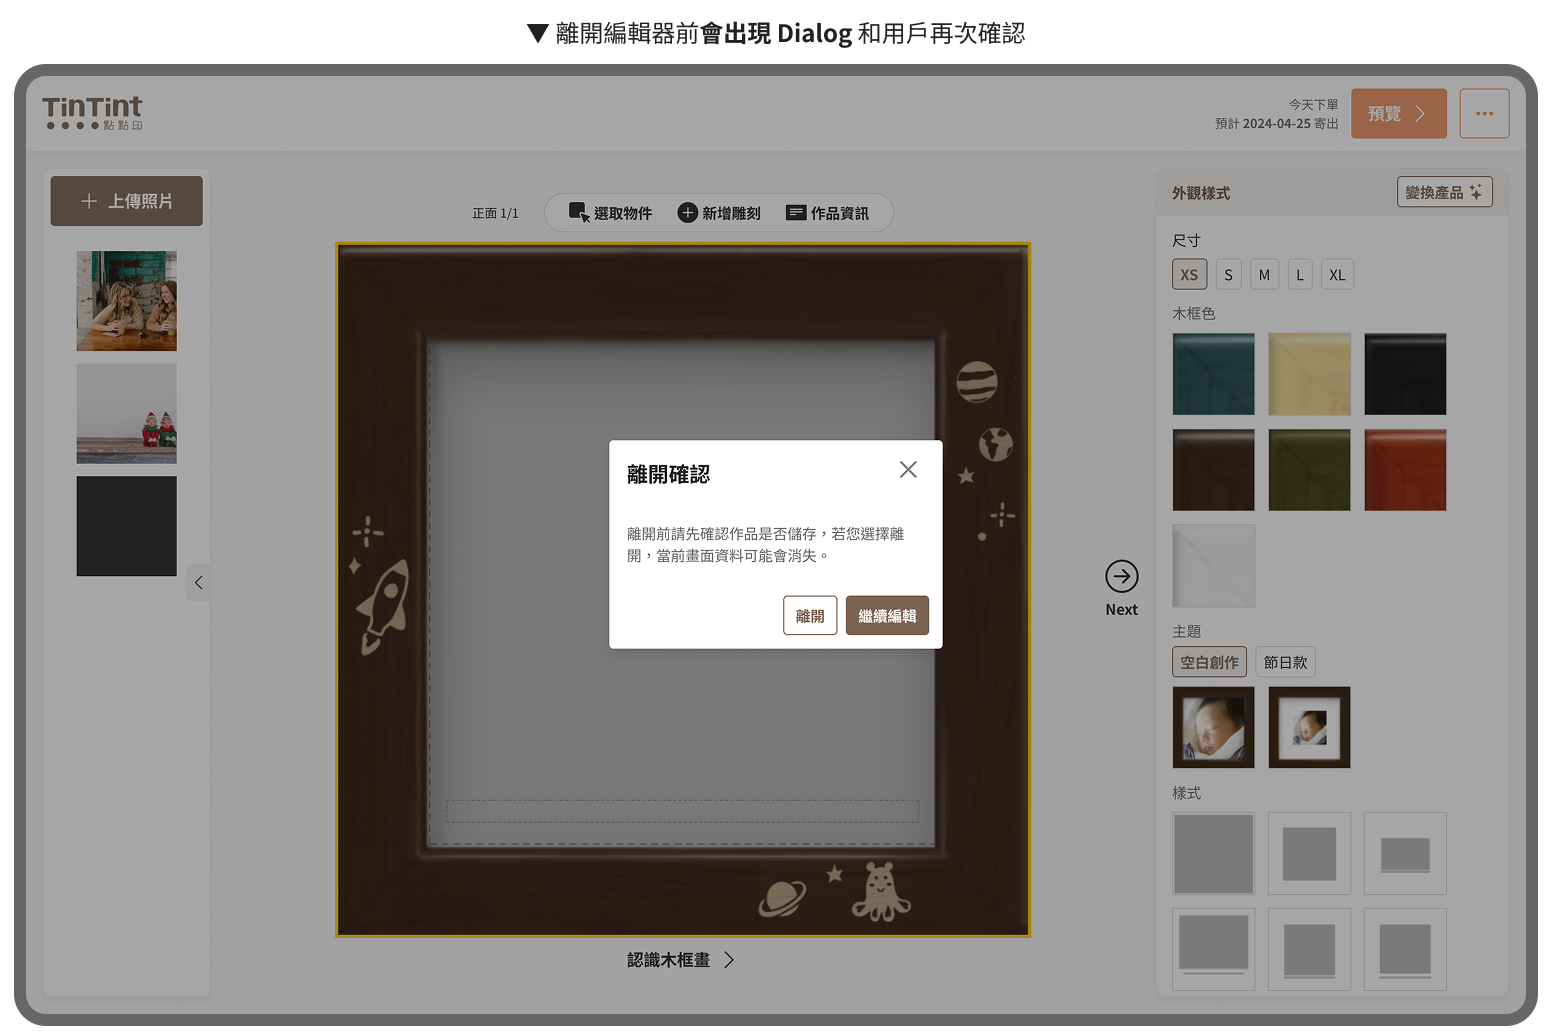 ▼ 離開編輯器前會出現 Dialog 和用戶再次確認
TinTint
點點印
今天下單
預計 2024-04-25 寄出
預覽
上傳照片
正面 1/1
選取物件
新增雕刻
作品資訊
外觀樣式
變換產品
尺寸
XS S M L XL
木框色
離開確認
離開前請先確認作品是否儲存，若您選擇離
開，當前畫面資料可能會消失。
離開
繼續編輯
Next
主題
空白創作
節日款
樣式
認識木框畫